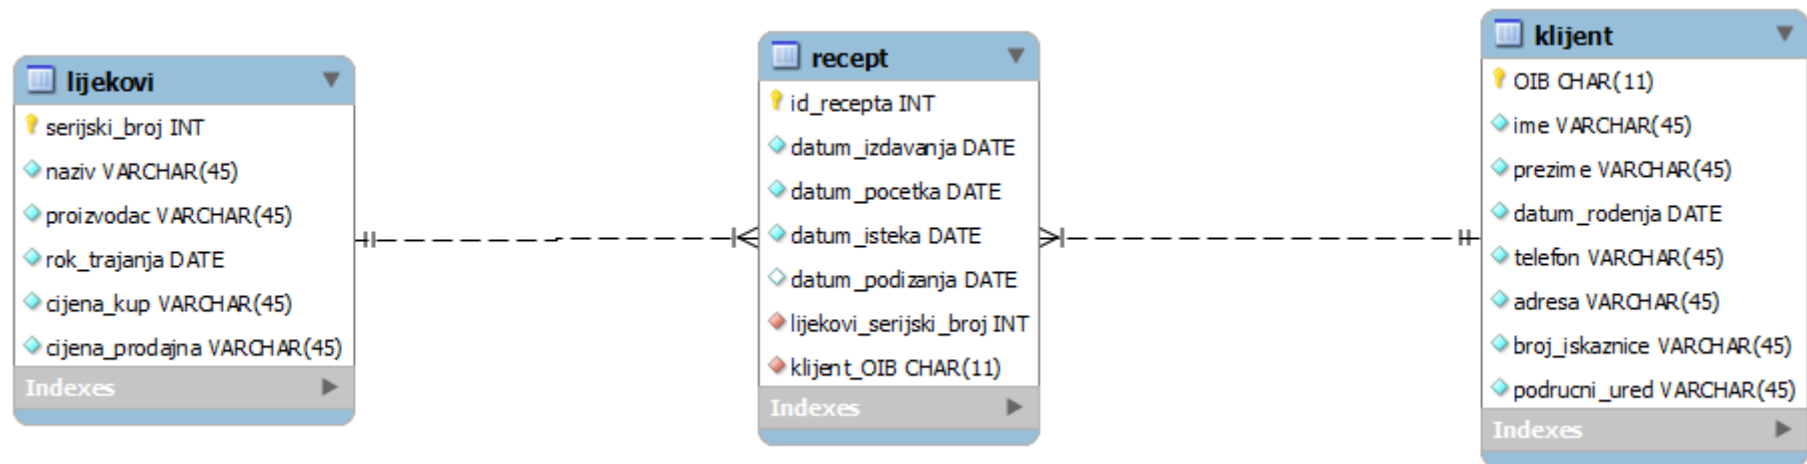 lijekovi
serijski_broj INT
naziv VARCHAR(45)
proizvodac VARCHAR(45)
rok_trajanja DATE
cijena_kup VARCHAR(45)
cijena_prodajna VARCHAR(45)
Indexes
recept
id_recepta INT
datum_izdavanja DATE
datum_pocetka DATE
datum_isteka DATE
datum_podizanja DATE
lijekovi_serijski_broj INT
klijent_OIB CHAR(11)
Indexes
klijent
OIB CHAR(11)
ime VARCHAR(45)
prezime VARCHAR(45)
datum_rodenja DATE
telefon VARCHAR(45)
adresa VARCHAR(45)
broj_iskaznice VARCHAR(45)
podrucni_ured VARCHAR(45)
Indexes